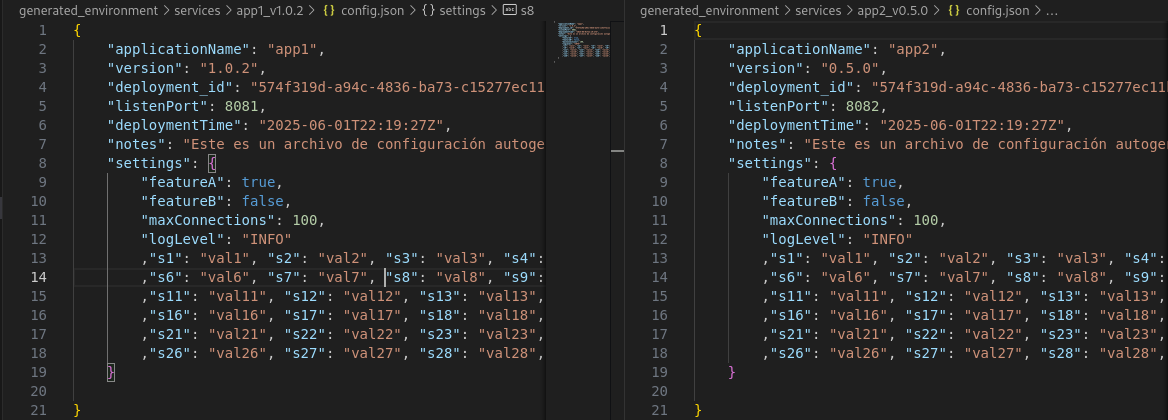 generated_environment > services > app1_v1.0.2 > {} config.json > {} settings > abc s8
1 {
2 "applicationName": "app1",
3 "version": "1.0.2",
4 "deployment_id": "574f319d-a94c-4836-ba73-c15277ec11
5 "listenPort": 8081,
6 "deploymentTime": "2025-06-01T22:19:27Z",
7 "notes": "Este es un archivo de configuración autoge
8 "settings": {
9 "featureA": true,
10 "featureB": false,
11 "maxConnections": 100,
12 "logLevel": "INFO"
13 ,"s1": "val1", "s2": "val2", "s3": "val3", "s4":
14 ,"s6": "val6", "s7": "val7", "s8": "val8", "s9":
15 ,"s11": "val11", "s12": "val12", "s13": "val13",
16 ,"s16": "val16", "s17": "val17", "s18": "val18",
17 ,"s21": "val21", "s22": "val22", "s23": "val23",
18 ,"s26": "val26", "s27": "val27", "s28": "val28",
19 }
20
21 }
generated_environment > services > app2_v0.5.0 > {} config.json > ...
1 {
2 "applicationName": "app2",
3 "version": "0.5.0",
4 "deployment_id": "574f319d-a94c-4836-ba73-c15277ec11
5 "listenPort": 8082,
6 "deploymentTime": "2025-06-01T22:19:27Z",
7 "notes": "Este es un archivo de configuración autoge
8 "settings": {
9 "featureA": true,
10 "featureB": false,
11 "maxConnections": 100,
12 "logLevel": "INFO"
13 ,"s1": "val1", "s2": "val2", "s3": "val3", "s4":
14 ,"s6": "val6", "s7": "val7", "s8": "val8", "s9":
15 ,"s11": "val11", "s12": "val12", "s13": "val13",
16 ,"s16": "val16", "s17": "val17", "s18": "val18",
17 ,"s21": "val21", "s22": "val22", "s23": "val23",
18 ,"s26": "val26", "s27": "val27", "s28": "val28",
19 }
20
21 }